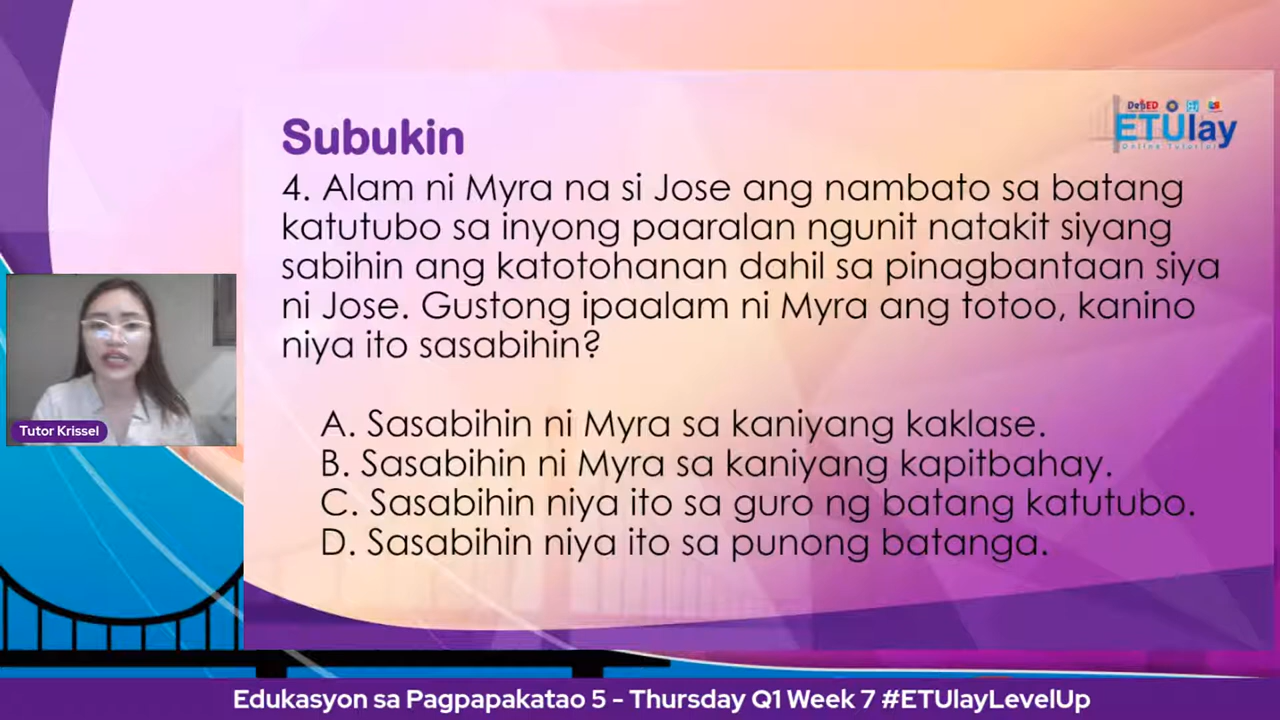 DepED
ETUlay
Online Tutorial
Subukin
4. Alam ni Myra na si Jose ang nambato sa batang
katutubo sa inyong paaralan ngunit natakit siyang
sabihin ang katotohanan dahil sa pinagbantaan siya
ni Jose. Gustong ipaalam ni Myra ang totoo, kanino
niya ito sasabihin?
A. Sasabihin ni Myra sa kaniyang kaklase.
B. Sasabihin ni Myra sa kaniyang kapitbahay.
C. Sasabihin niya ito sa guro ng batang katutubo.
D. Sasabihin niya ito sa punong batanga.
Tutor Krissel
Edukasyon sa Pagpapakatao 5 - Thursday Q1 Week 7 #ETUlayLevelUp